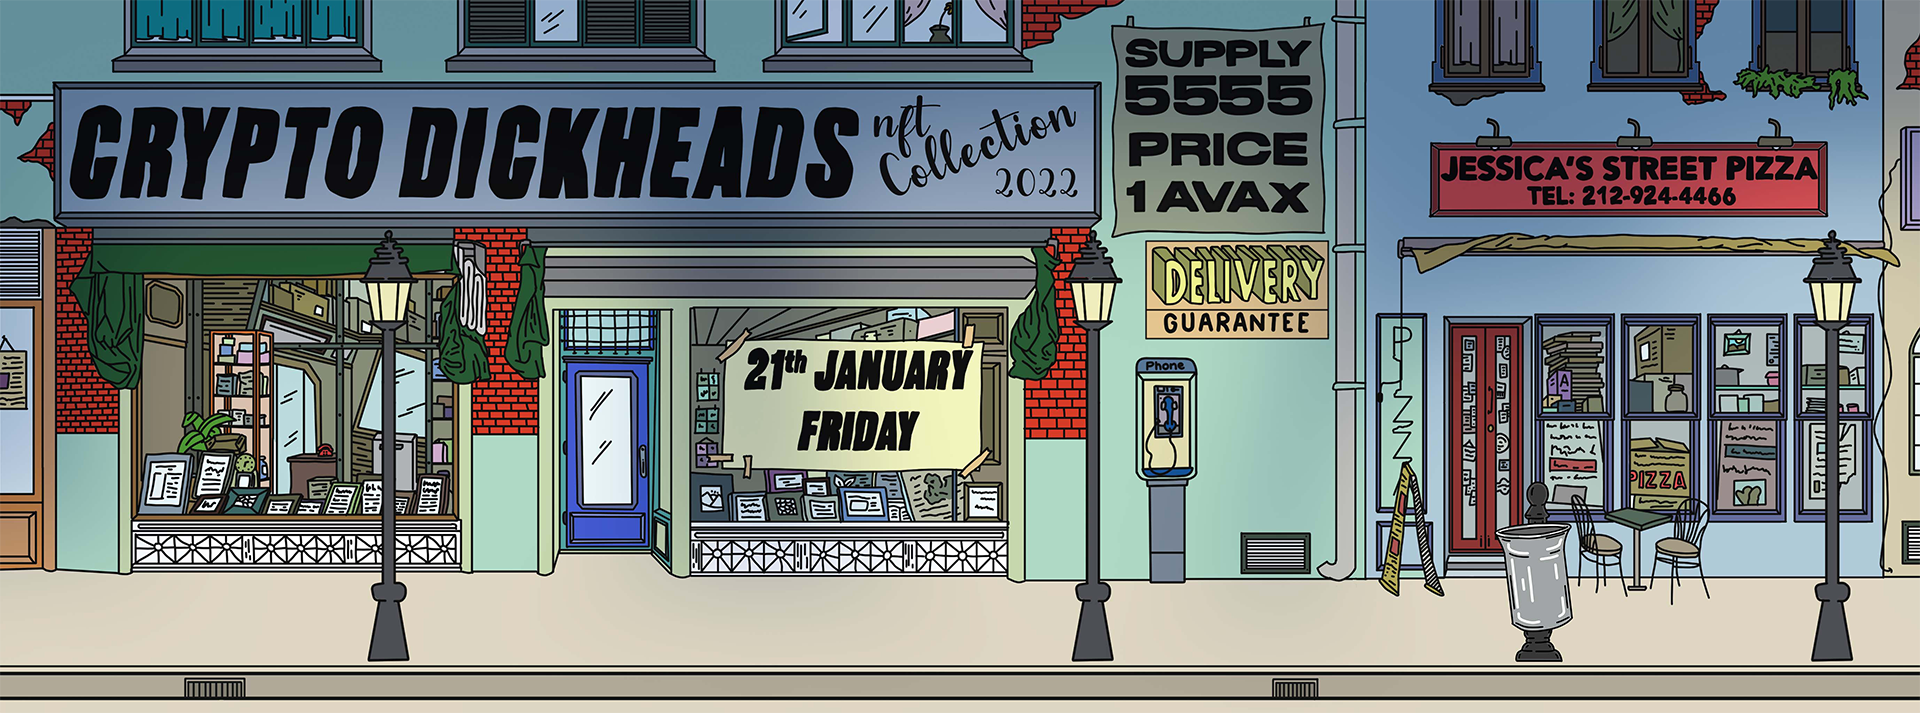 CRYPTO DICKHEADS
nft
Collection
2022
SUPPLY
5555
PRICE
1 AVAX
DELIVERY
GUARANTEE
21th JANUARY
FRIDAY
Phone
JESSICA'S STREET PIZZA
TEL: 212-924-4466
PIZZA
A
PIZZA